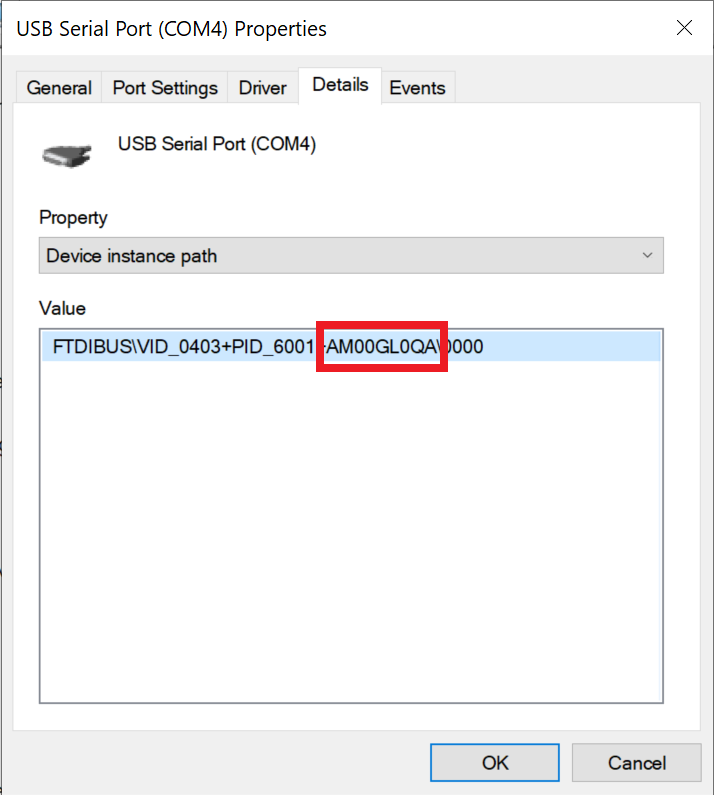 USB Serial Port (COM4) Properties
General Port Settings Driver Details Events
USB Serial Port (COM4)
Property
Device instance path
Value
FTDIBUS\VID_0403+PID_6001+AM00GL0QA\0000
OK Cancel